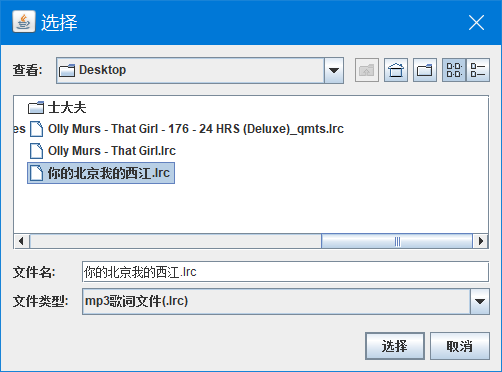 选择
查看: Desktop
士大夫
es Olly Murs - That Girl - 176 - 24 HRS (Deluxe)_qmts.lrc
Olly Murs - That Girl.lrc
你的北京我的西江.lrc
文件名: 你的北京我的西江.lrc
文件类型: mp3歌词文件(.lrc)
选择 取消